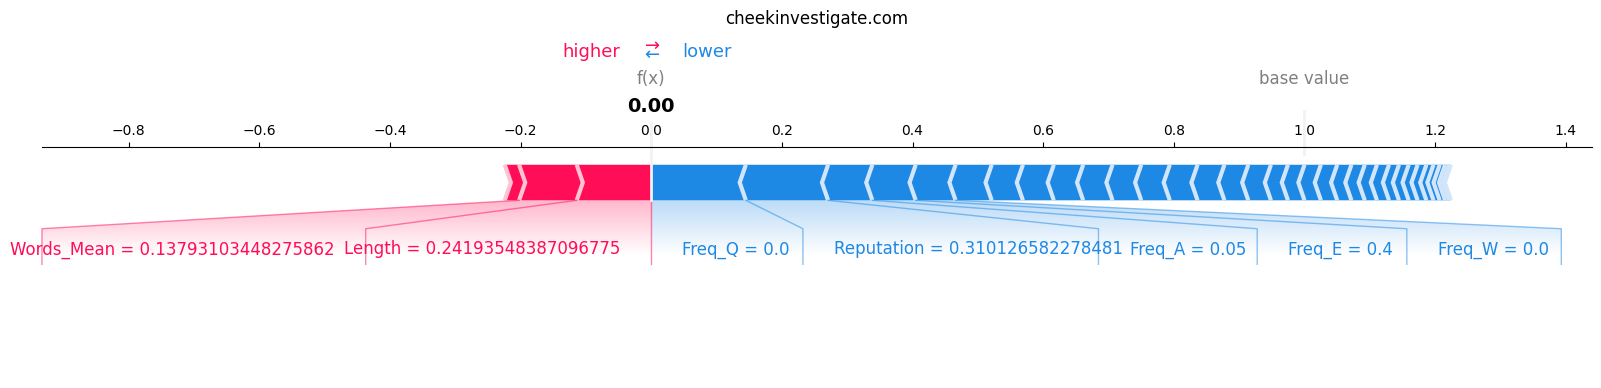 cheekinvestigate.com
higher → ← lower
f(x) base value
0.00
−0.8 −0.6 −0.4 −0.2 0.0 0.2 0.4 0.6 0.8 1.0 1.2 1.4
Words_Mean = 0.13793103448275862 Length = 0.24193548387096775 Freq_Q = 0.0 Reputation = 0.310126582278481 Freq_A = 0.05 Freq_E = 0.4 Freq_W = 0.0